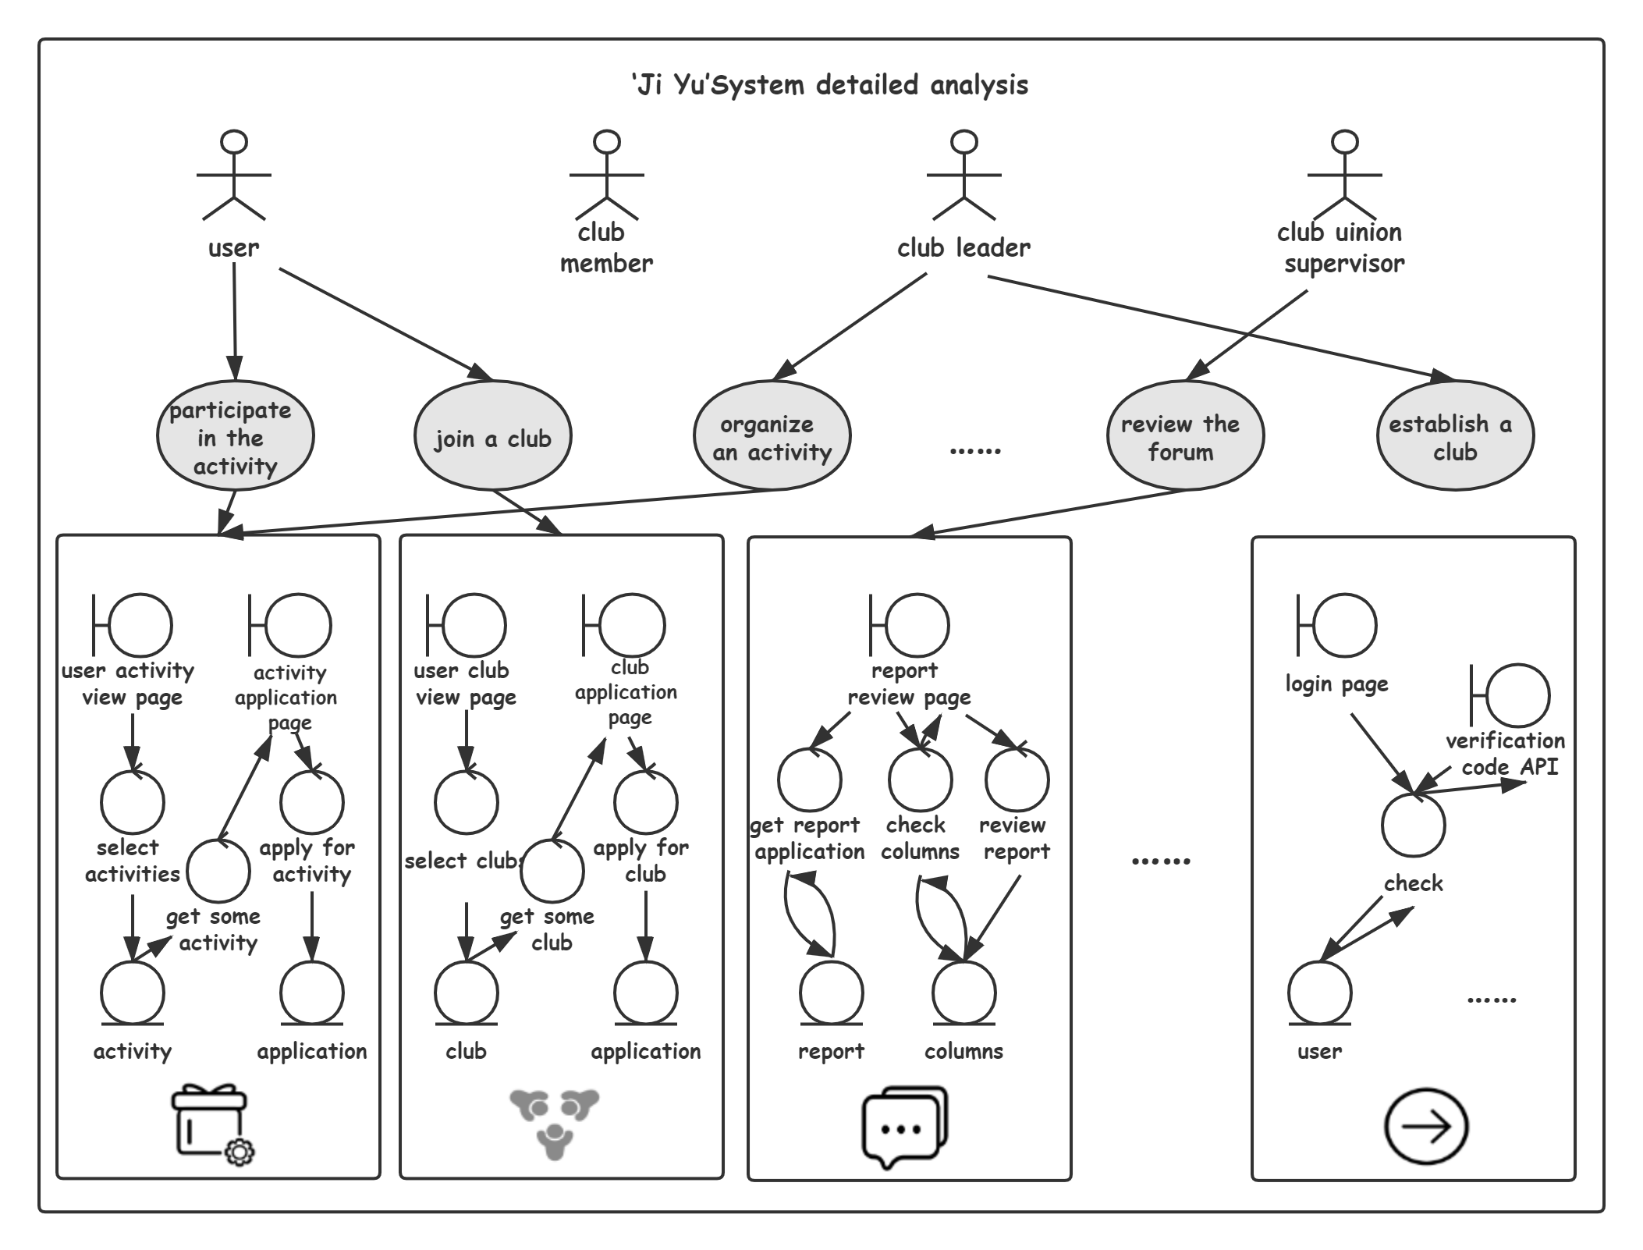 ‘Ji Yu’System detailed analysis
user
club
member
club leader
club uinion
supervisor
participate
in the
activity
join a club
organize
an activity
……
review the
forum
establish a
club
user activity
view page
activity
application
page
select
activities
get some
activity
apply for
activity
activity
application
user club
view page
club
application
page
select clubs
get some
club
apply for
club
club
application
report
review page
get report
application
check
columns
review
report
report
columns
……
login page
verification
code API
check
user
……